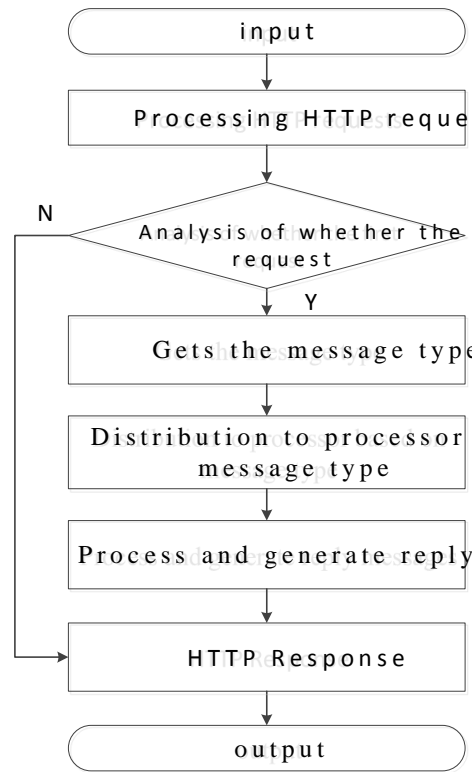 input
Processing HTTP reque
N
Analysis of whether the
request
Y
Gets the message type
Distribution to processor
message type
Process and generate reply
HTTP Response
output